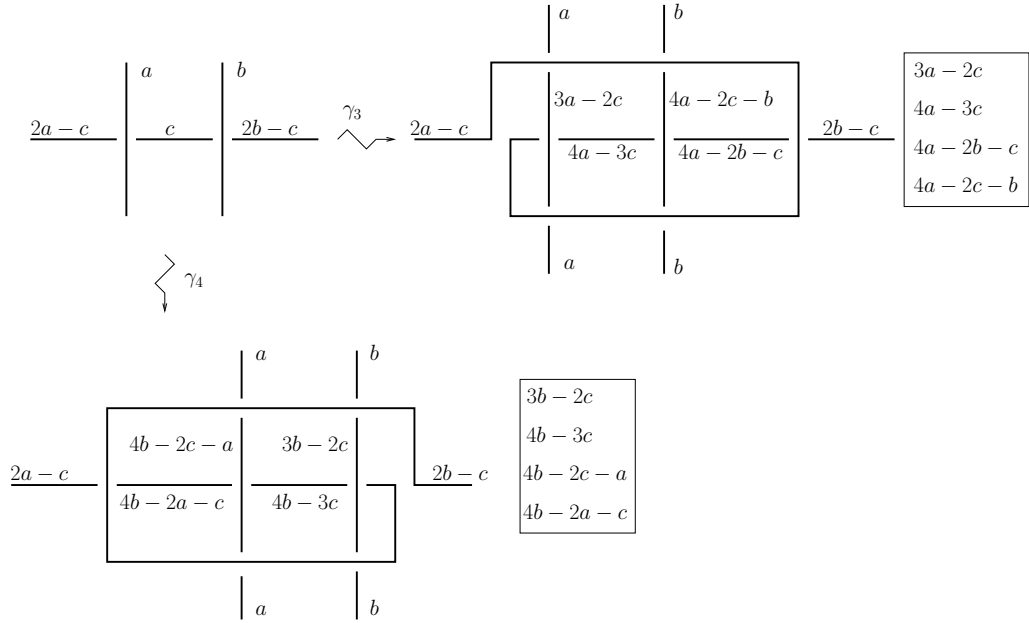 a b
a b
2a − c c 2b − c
γ3
2a − c
3a − 2c 4a − 2c − b
4a − 3c 4a − 2b − c
2b − c
3a − 2c
4a − 3c
4a − 2b − c
4a − 2c − b
a b
γ4
a b
4b − 2c − a 3b − 2c
2a − c
4b − 2a − c 4b − 3c
2b − c
3b − 2c
4b − 3c
4b − 2c − a
4b − 2a − c
a b